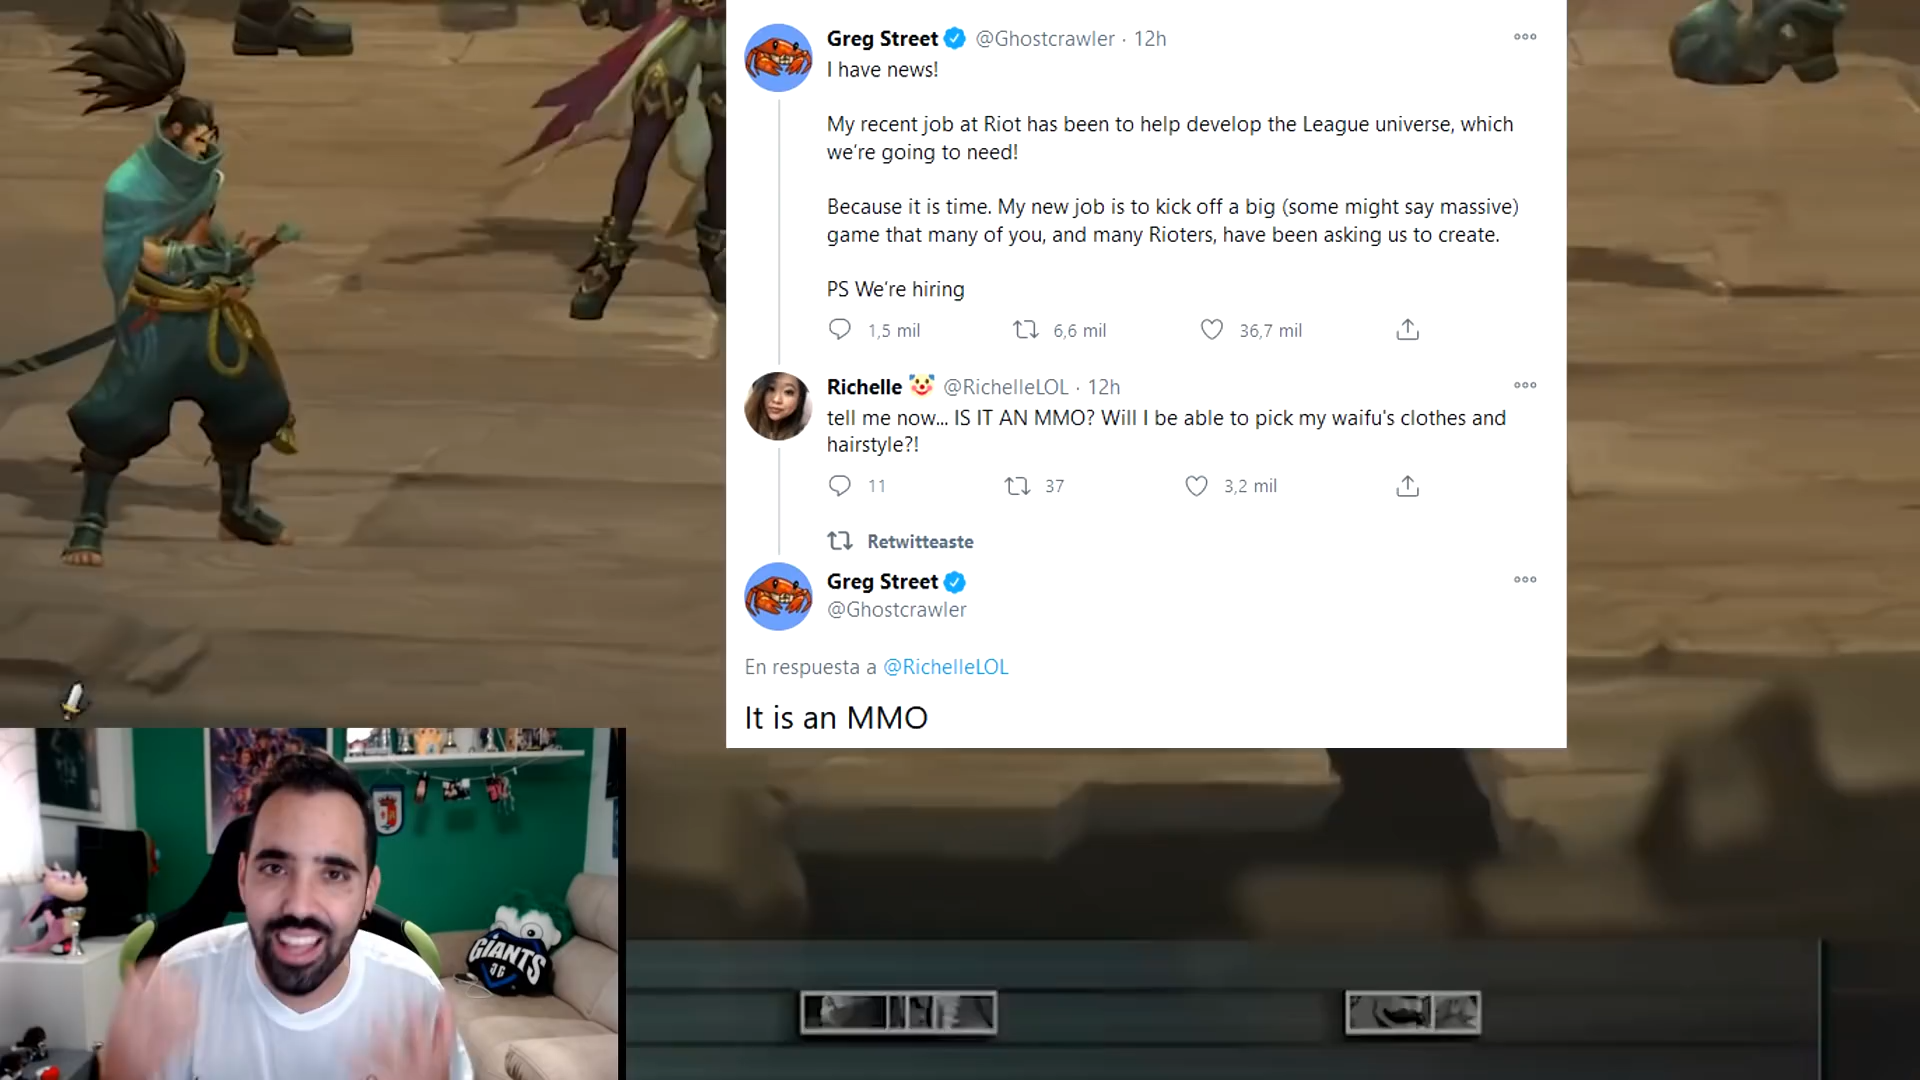 Greg Street @Ghostcrawler · 12h
I have news!
My recent job at Riot has been to help develop the League universe, which
we're going to need!
Because it is time. My new job is to kick off a big (some might say massive)
game that many of you, and many Rioters, have been asking us to create.
PS We're hiring
1,5 mil 6,6 mil 36,7 mil
Richelle 🤡 @RichelleLOL · 12h
tell me now... IS IT AN MMO? Will I be able to pick my waifu's clothes and
hairstyle?!
11 37 3,2 mil
Retwitteaste
Greg Street
@Ghostcrawler
En respuesta a @RichelleLOL
It is an MMO
GIANTS